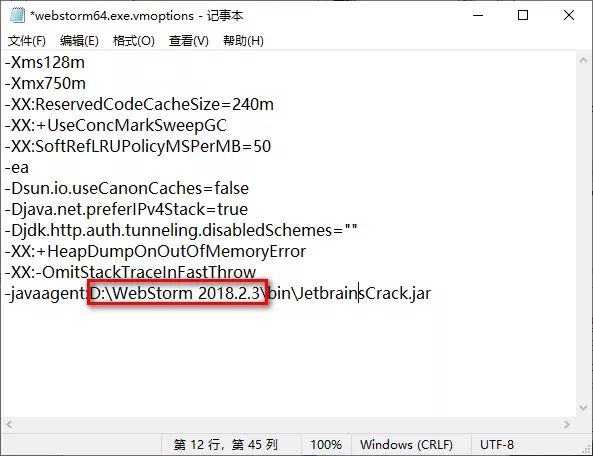 *webstorm64.exe.vmoptions - 记事本
文件(F) 编辑(E) 格式(O) 查看(V) 帮助(H)
-Xms128m
-Xmx750m
-XX:ReservedCodeCacheSize=240m
-XX:+UseConcMarkSweepGC
-XX:SoftRefLRUPolicyMSPerMB=50
-ea
-Dsun.io.useCanonCaches=false
-Djava.net.preferIPv4Stack=true
-Djdk.http.auth.tunneling.disabledSchemes=""
-XX:+HeapDumpOnOutOfMemoryError
-XX:-OmitStackTraceInFastThrow
-javaagent:D:\WebStorm 2018.2.3\bin\JetbrainsCrack.jar
第 12 行，第 45 列 100% Windows (CRLF) UTF-8